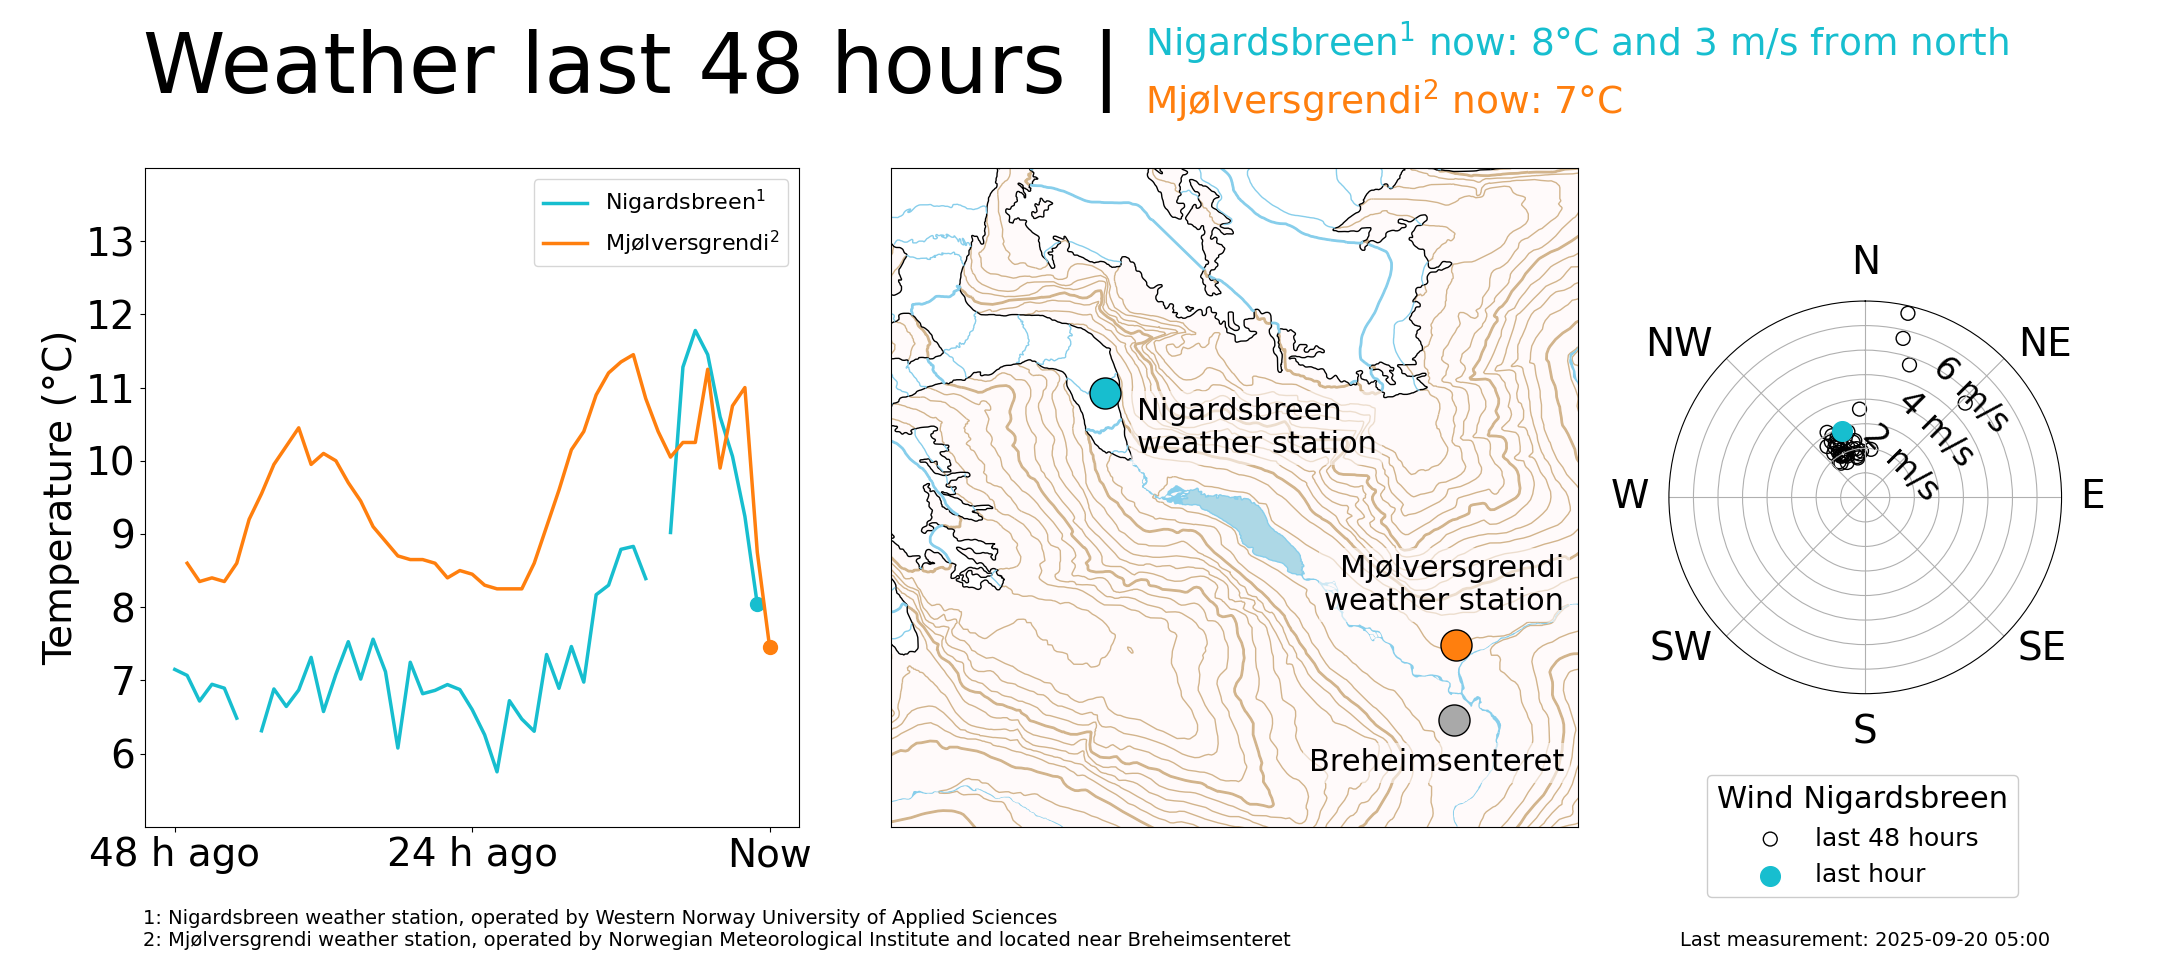 Weather last 48 hours |
Nigardsbreen¹ now: 8°C and 3 m/s from north
Mjølversgrendi² now: 7°C
Temperature (°C)
13
12
11
10
9
8
7
6
48 h ago
24 h ago
Now
Nigardsbreen¹
Mjølversgrendi²
Nigardsbreen
weather station
Mjølversgrendi
weather station
Breheimsenteret
N
NE
E
SE
S
SW
W
NW
6 m/s
4 m/s
2 m/s
Wind Nigardsbreen
last 48 hours
last hour
1: Nigardsbreen weather station, operated by Western Norway University of Applied Sciences
2: Mjølversgrendi weather station, operated by Norwegian Meteorological Institute and located near Breheimsenteret
Last measurement: 2025-09-20 05:00